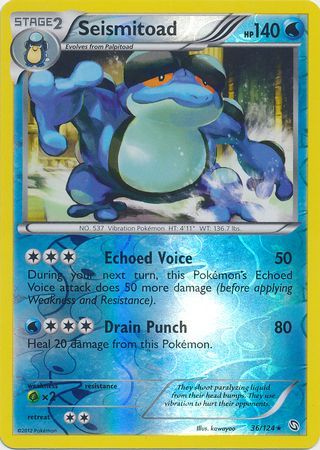 STAGE2
Seismitoad
HP140
Evolves from Palpitoad
NO. 537 Vibration Pokémon HT: 4'11" WT: 136.7 lbs.
Echoed Voice 50
During your next turn, this Pokémon's Echoed
Voice attack does 50 more damage (before applying
Weakness and Resistance).
Drain Punch 80
Heal 20 damage from this Pokémon.
weakness
resistance
×2
They shoot paralyzing liquid
from their head bumps. They use
vibration to hurt their opponents.
retreat
©2012 Pokémon
Illus. kawayoo
36/124★